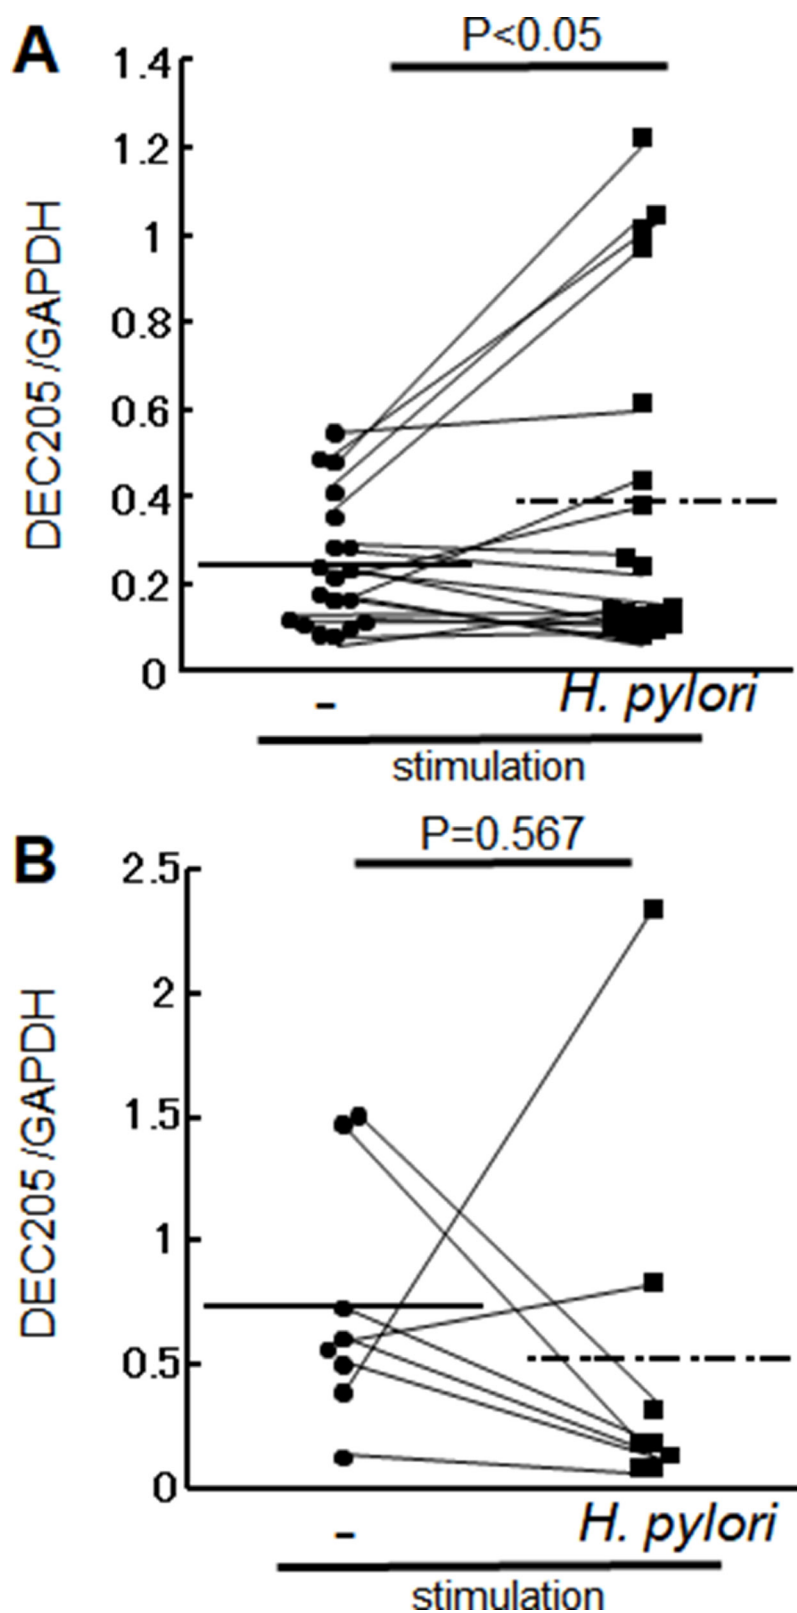 A
P<0.05
1.4
1.2
1
0.8
0.6
0.4
0.2
0
DEC205/GAPDH
- H. pylori
stimulation
B
P=0.567
2.5
2
1.5
1
0.5
0
DEC205/GAPDH
- H. pylori
stimulation